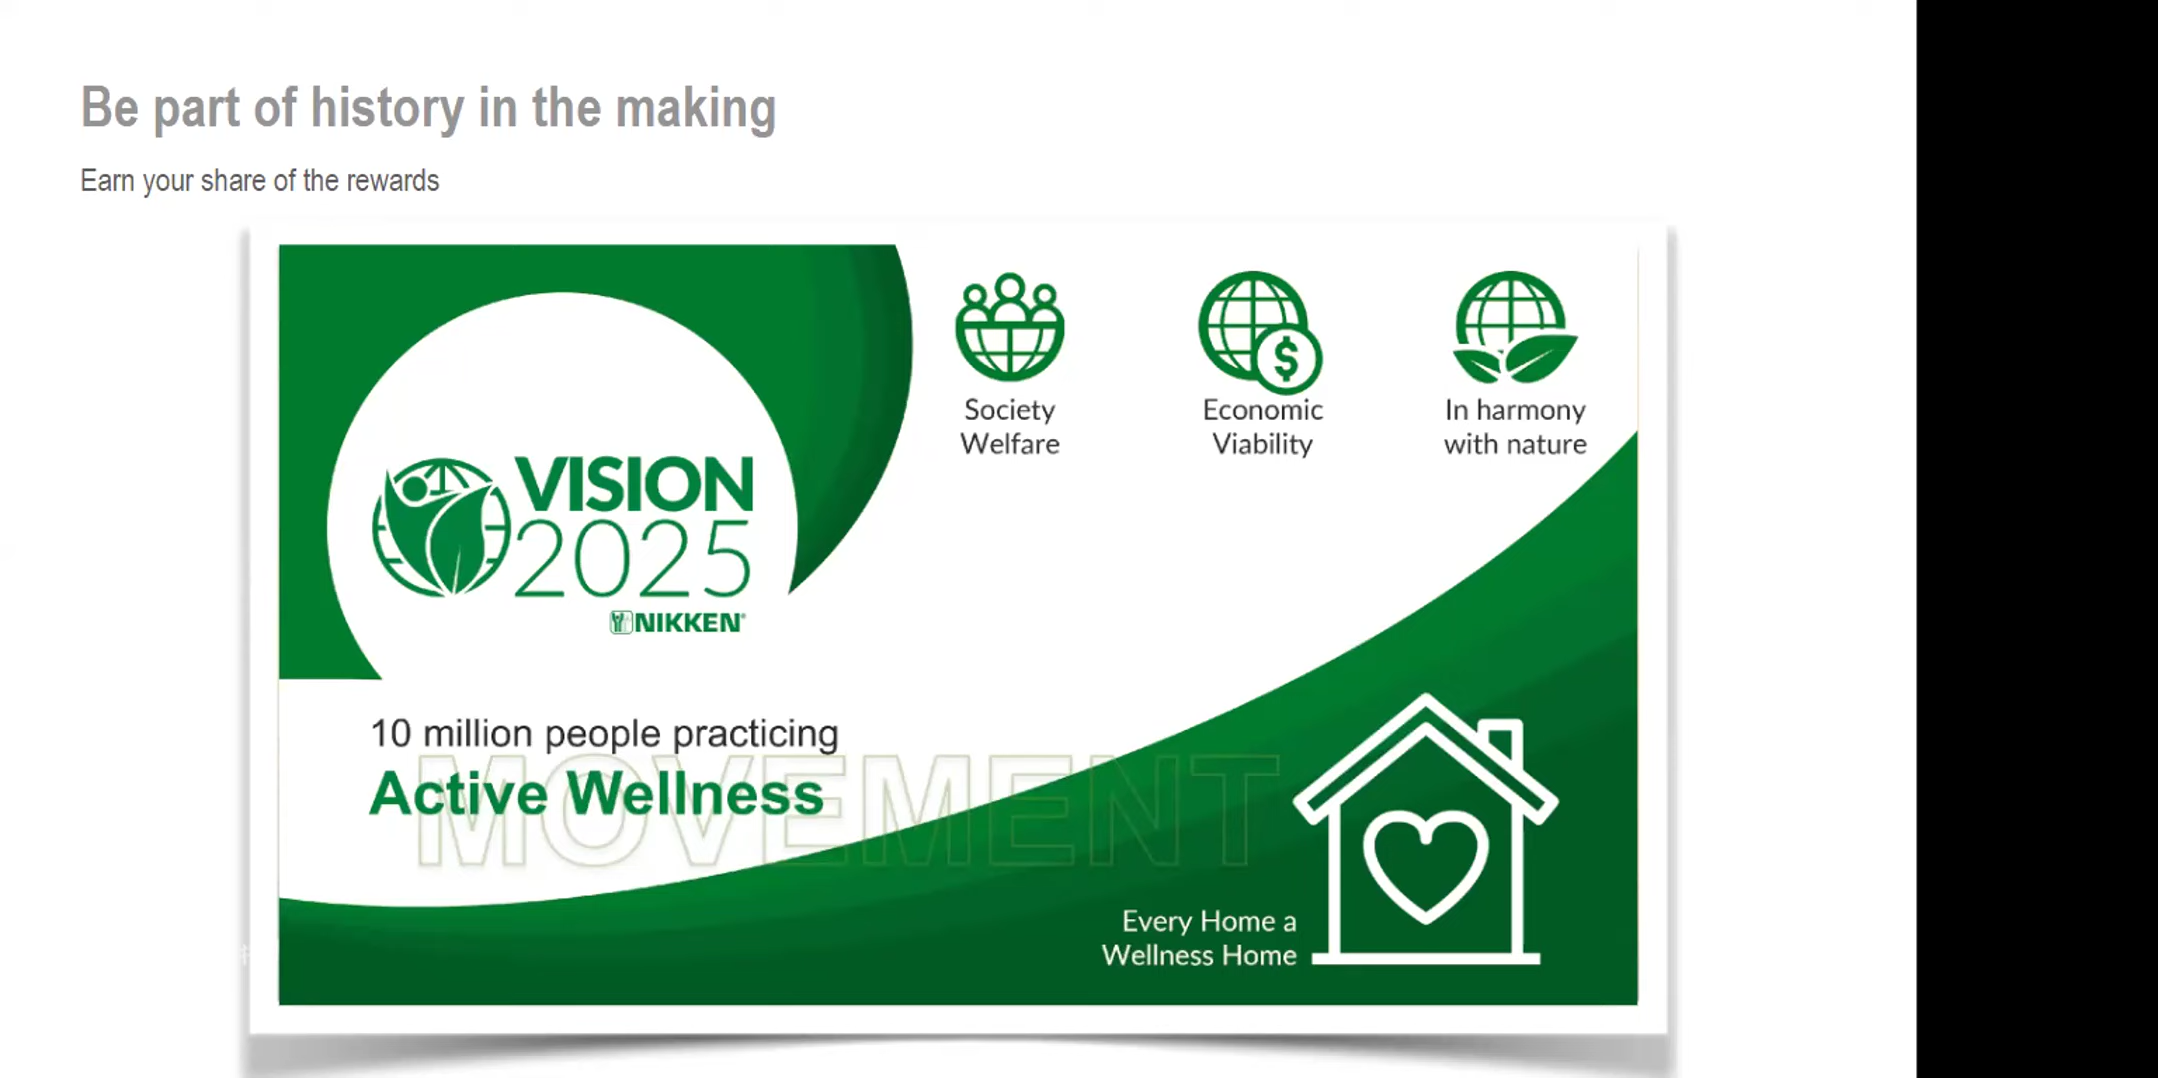 Be part of history in the making
Earn your share of the rewards
Society
Welfare
Economic
Viability
In harmony
with nature
VISION
2025
NIKKEN®
10 million people practicing
Active Wellness
MOVEMENT
Every Home a
Wellness Home